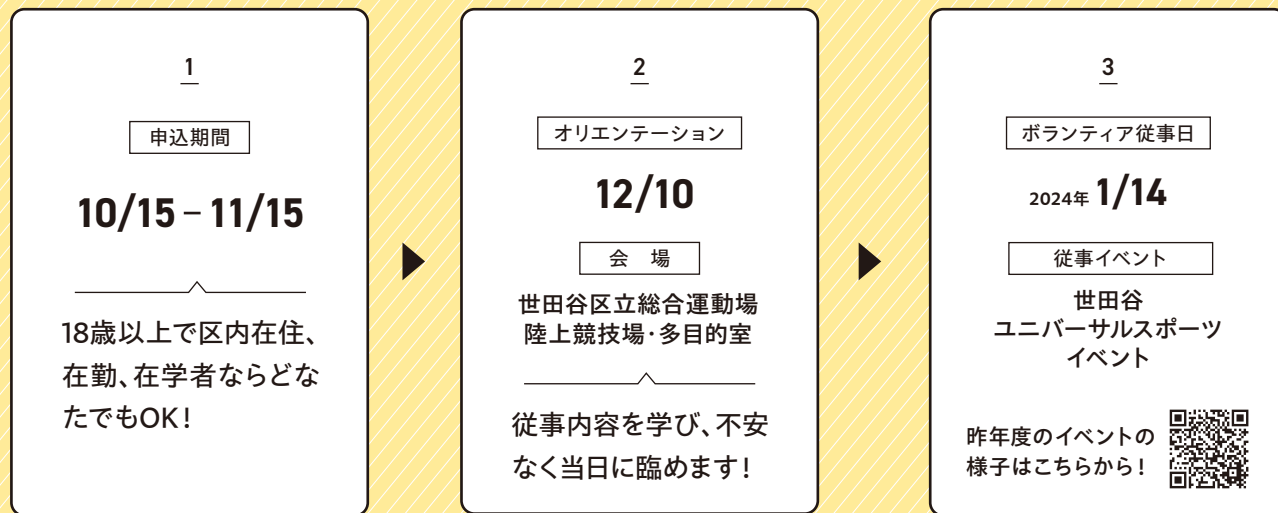 1
申込期間
10/15 – 11/15
18歳以上で区内在住、
在勤、在学者ならどな
たでもOK！
2
オリエンテーション
12/10
会　場
世田谷区立総合運動場
陸上競技場・多目的室
従事内容を学び、不安
なく当日に臨めます！
3
ボランティア従事日
2024年 1/14
従事イベント
世田谷
ユニバーサルスポーツ
イベント
昨年度のイベントの
様子はこちらから！